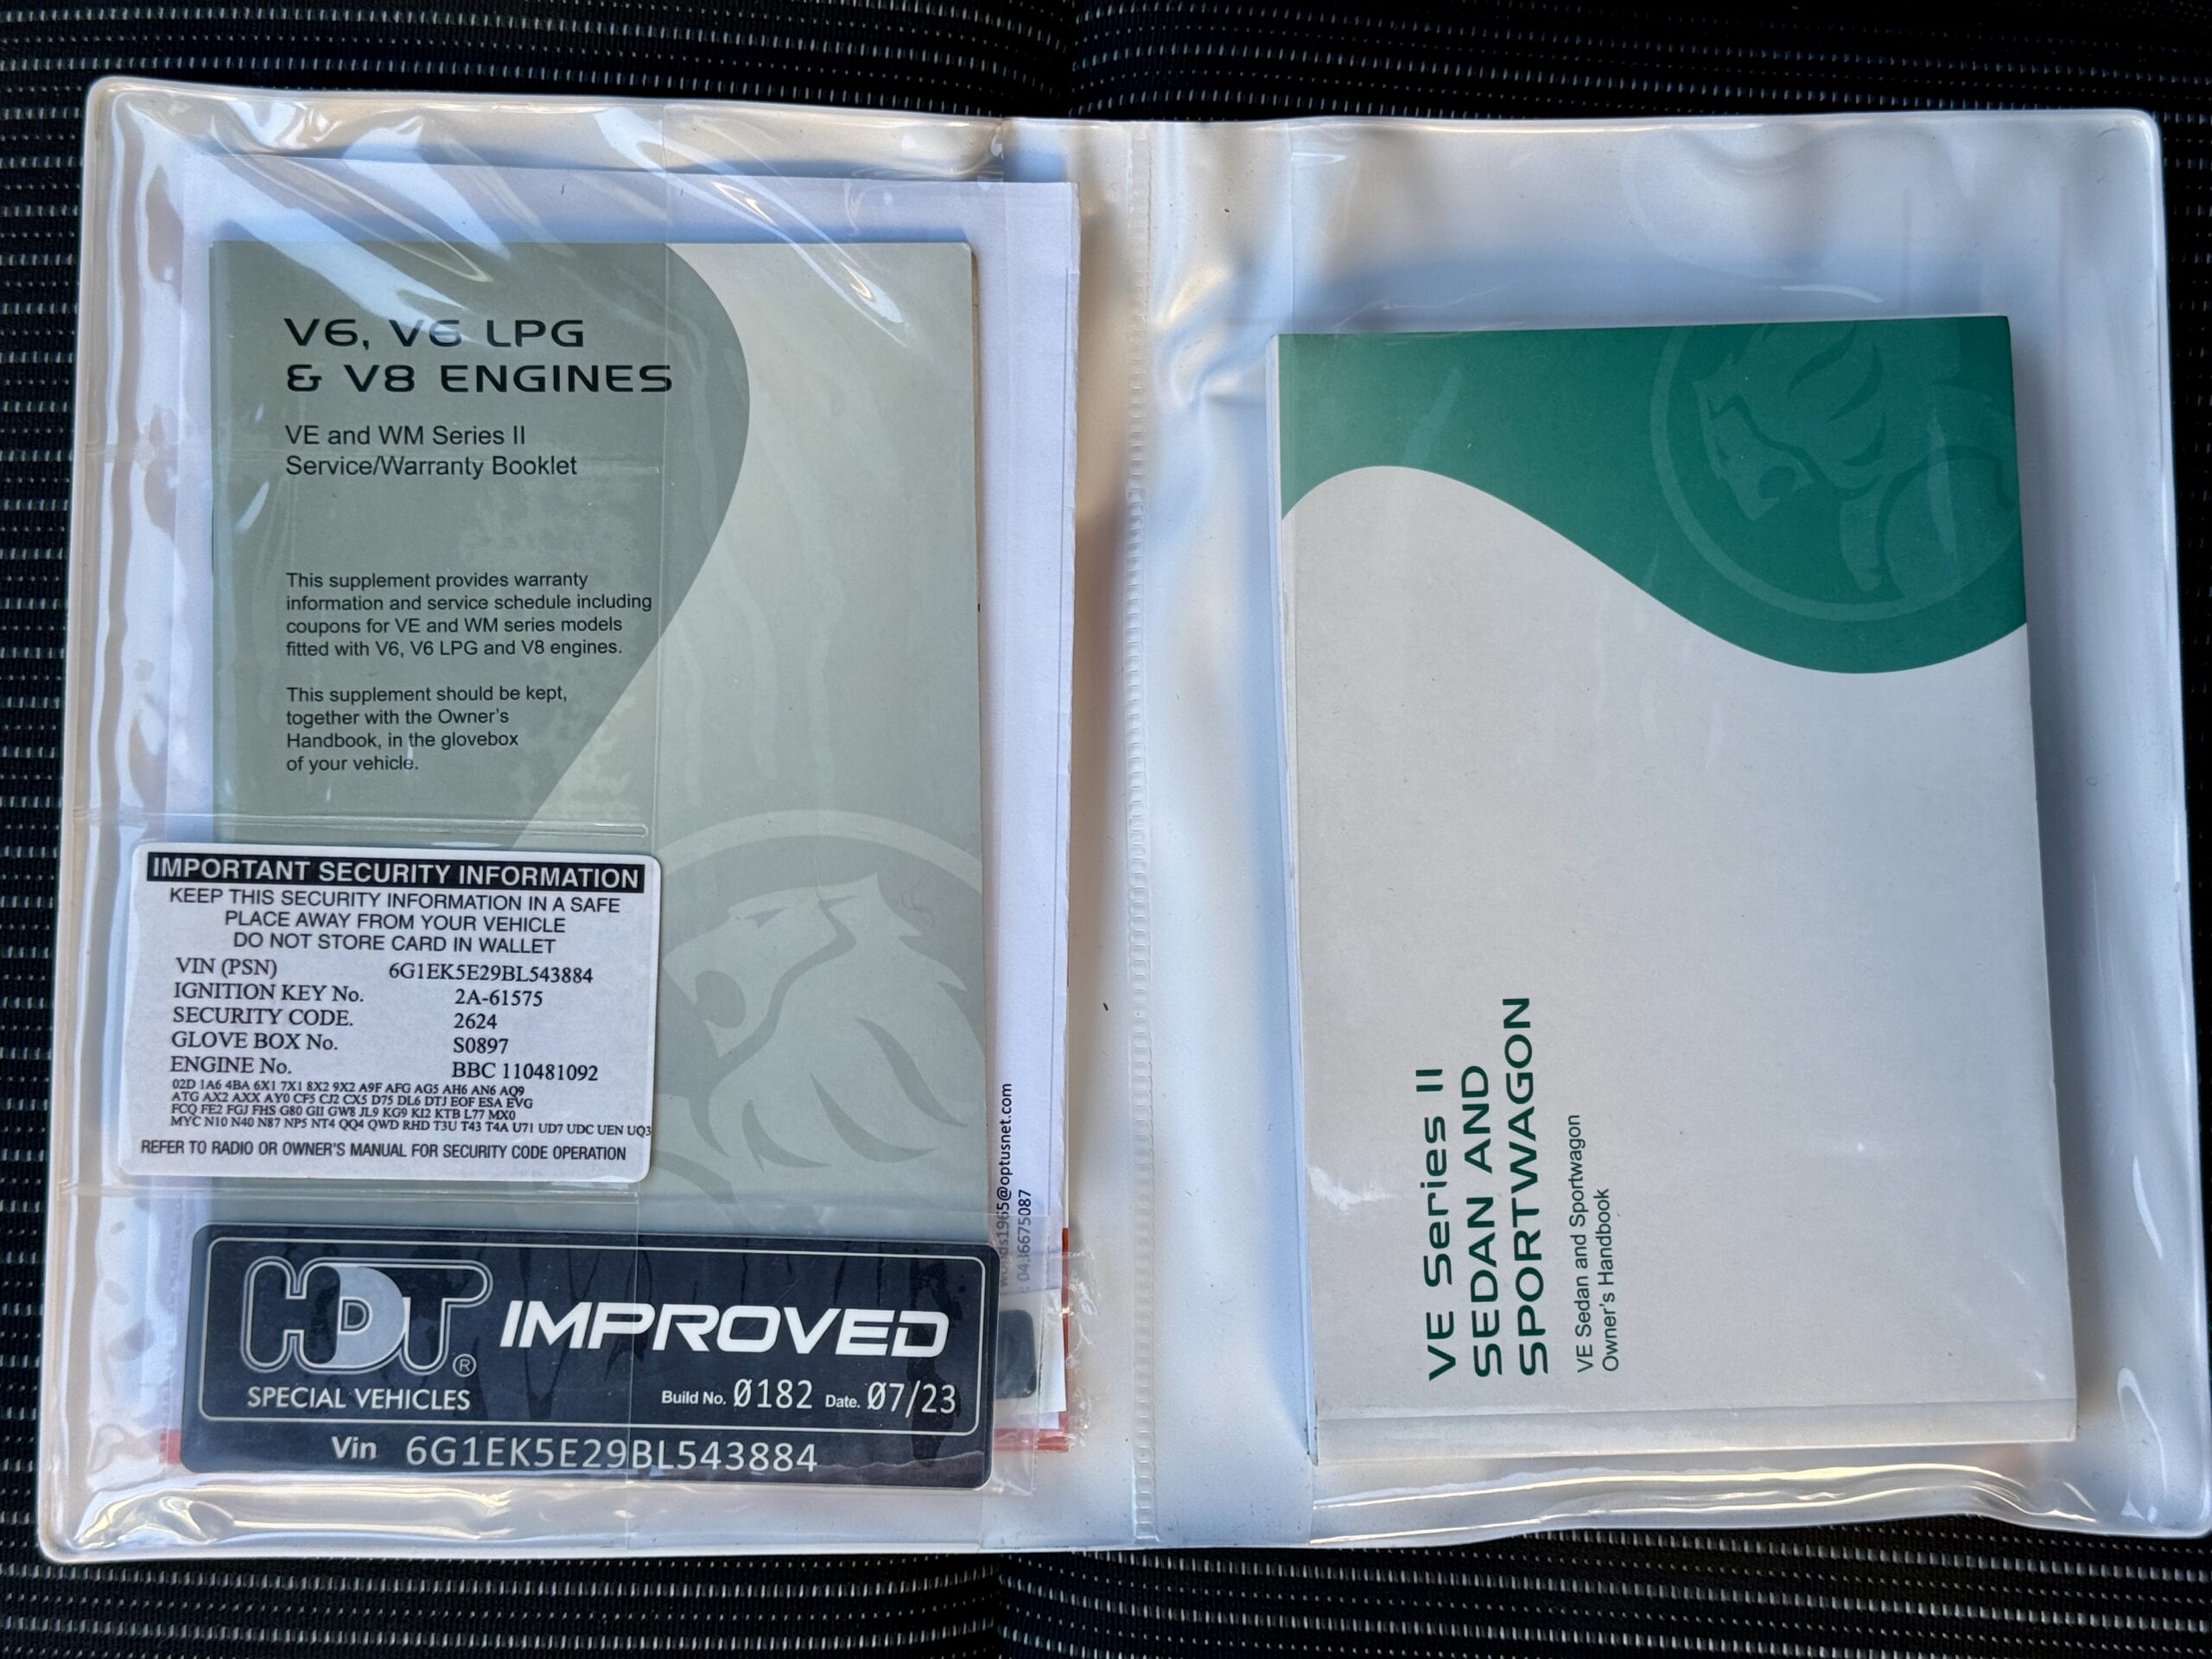 V6, V6 LPG
& V8 ENGINES
VE and WM Series II
Service/Warranty Booklet
This supplement provides warranty
information and service schedule including
coupons for VE and WM series models
fitted with V6, V6 LPG and V8 engines.
This supplement should be kept,
together with the Owner's
Handbook, in the glovebox
of your vehicle.
IMPORTANT SECURITY INFORMATION
KEEP THIS SECURITY INFORMATION IN A SAFE
PLACE AWAY FROM YOUR VEHICLE
DO NOT STORE CARD IN WALLET
VIN (PSN) 6G1EK5E29BL543884
IGNITION KEY No. 2A-61575
SECURITY CODE. 2624
GLOVE BOX No. S0897
ENGINE No. BBC 110481092
02D 1A6 4BA 6X1 7X1 8X2 9X2 A9F AFG AG5 AH6 AN6 AQ9
ATG AX2 AXX AY0 CF5 CJ2 CX5 D75 DL6 DTJ EOF ESA EVG
FCQ FE2 FGJ FHS G80 GII GW8 JL9 KG9 KI2 KTB L77 MX0
MYC N10 N40 N87 NP5 NT4 QQ4 QWD RHD T3U T43 T4A U71 UD7 UDC UEN UQ3
REFER TO RADIO OR OWNER'S MANUAL FOR SECURITY CODE OPERATION
HDT ® IMPROVED
SPECIAL VEHICLES
Build No. 0182 Date. 07/23
Vin 6G1EK5E29BL543884
VE Series II
SEDAN AND
SPORTWAGON
VE Sedan and Sportwagon
Owner's Handbook